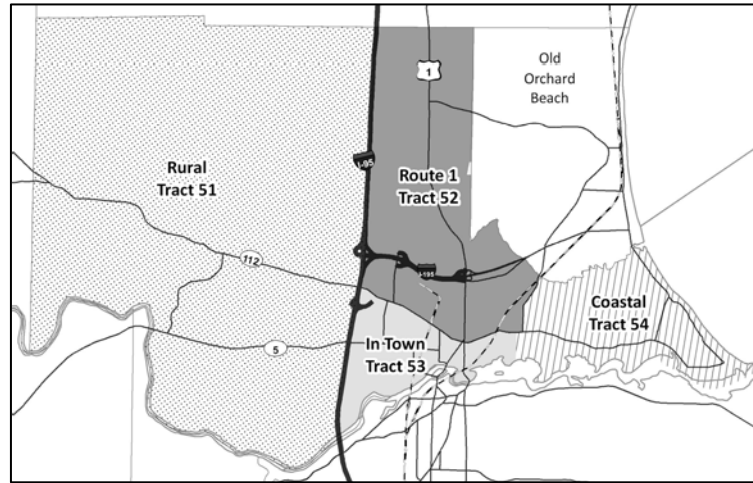 1
Old
Orchard
Beach
I-95
Rural
Tract 51
Route 1
Tract 52
112
I-195
Coastal
Tract 54
In Town
Tract 53
5